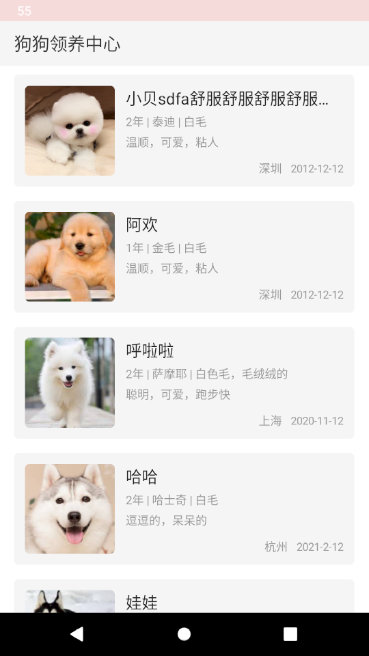 55
狗狗领养中心
小贝sdfa舒服舒服舒服舒服...
2年 | 泰迪 | 白毛
温顺，可爱，粘人
深圳 2012-12-12
阿欢
1年 | 金毛 | 白毛
温顺，可爱，粘人
深圳 2012-12-12
呼啦啦
2年 | 萨摩耶 | 白色毛，毛绒绒的
聪明，可爱，跑步快
上海 2020-11-12
哈哈
2年 | 哈士奇 | 白毛
逗逗的，呆呆的
杭州 2021-2-12
娃娃